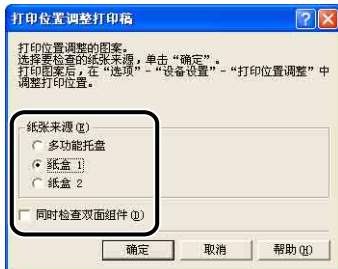 打印位置调整打印稿
打印位置调整的图案。
选择要检查的纸张来源，单击“确定”。
打印图案后，在“选项”-“设备设置”-“打印位置调整”中
调整打印位置。
纸张来源(E)
多功能托盘
纸盒 1
纸盒 2
同时检查双面组件(D)
确定 取消 帮助(H)